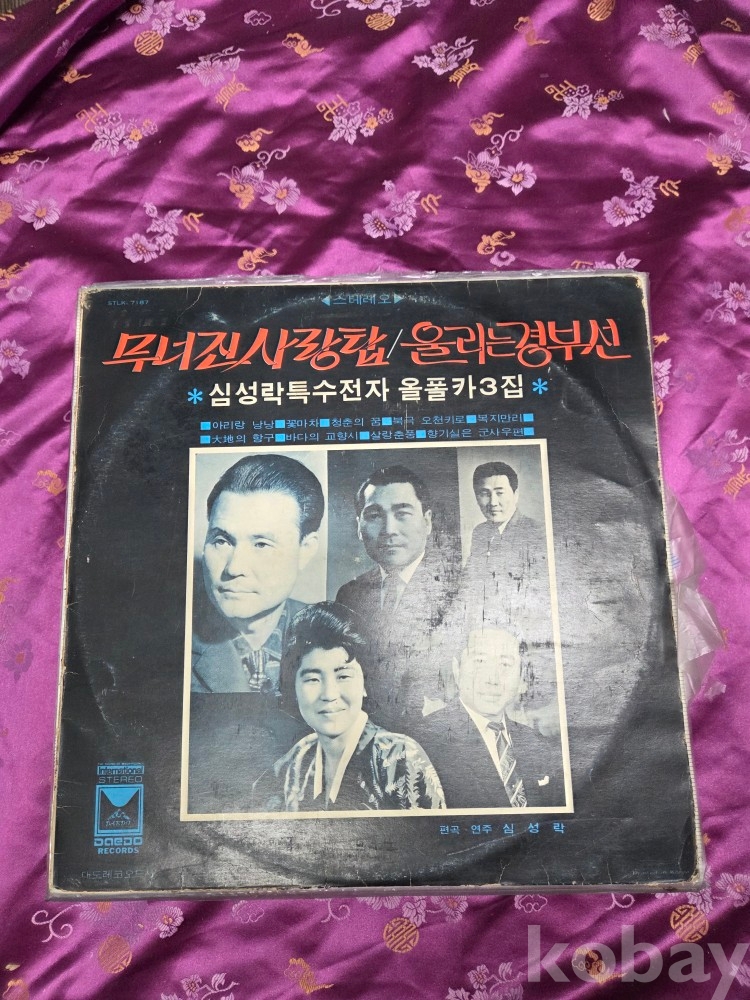 STLK. 7187
◀스테레오▶
무너진사랑탑/울리는경부선
*심성락특수전자 올풀카3집*
■아리랑 낭낭■꽃마차■청춘의 꿈■북국 오천키로■복지만리■
■大地의 항구■바다의 교향시■살랑춘풍■향기실은 군사우편■
편곡·연주 심성락
International
STEREO
DAEDO
RECORDS
대도레코오드
kobay